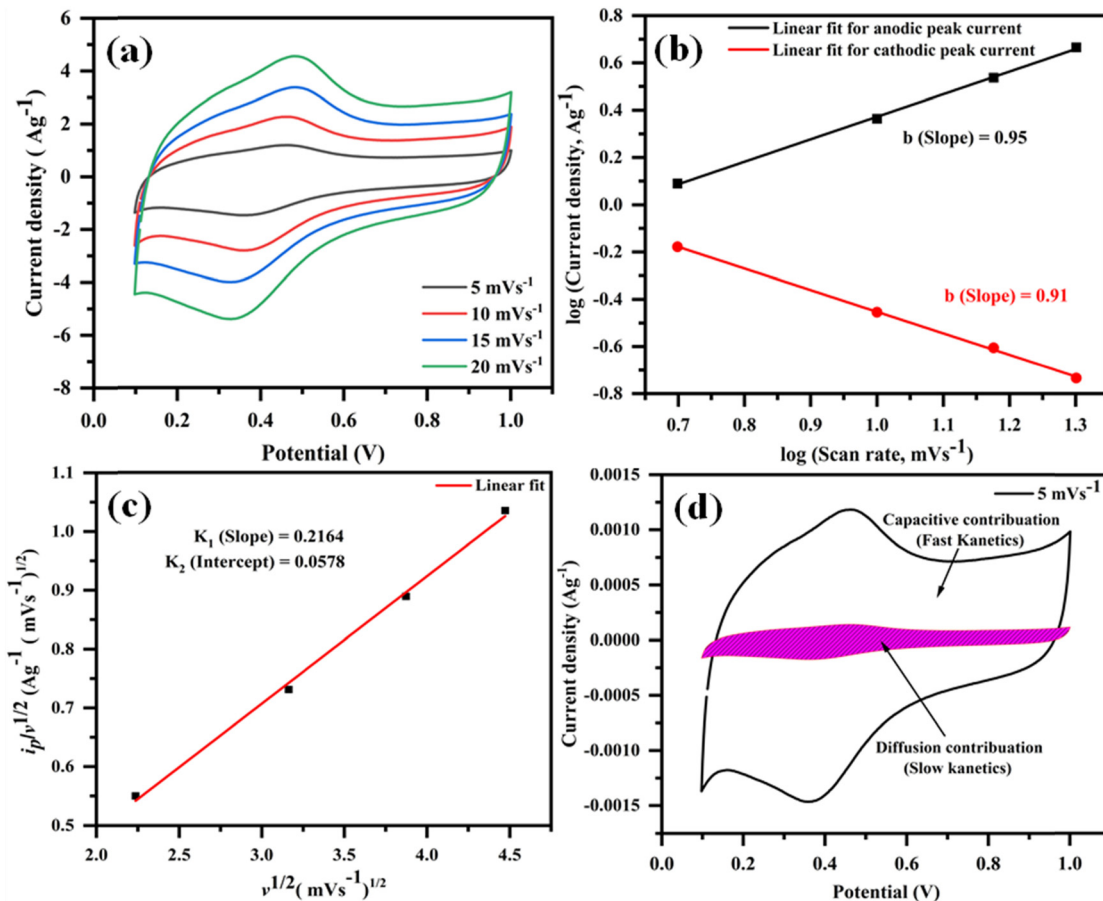 (a)
6
4
2
0
-2
-4
-6
-8
Current density ( Ag⁻¹)
5 mVs⁻¹
10 mVs⁻¹
15 mVs⁻¹
20 mVs⁻¹
0.0 0.2 0.4 0.6 0.8 1.0
Potential (V)
(b)
Linear fit for anodic peak current
Linear fit for cathodic peak current
0.8
0.6
0.4
0.2
0.0
-0.2
-0.4
-0.6
-0.8
log (Current density, Ag⁻¹)
b (Slope) = 0.95
b (Slope) = 0.91
0.7 0.8 0.9 1.0 1.1 1.2 1.3
log (Scan rate, mVs⁻¹)
(c)
Linear fit
K₁ (Slope) = 0.2164
K₂ (Intercept) = 0.0578
1.1
1.0
0.9
0.8
0.7
0.6
0.5
iₚ/v¹/² (Ag⁻¹ ( mVs⁻¹)¹/²)
2.0 2.5 3.0 3.5 4.0 4.5
v¹/²( mVs⁻¹)¹/²
(d)
5 mVs⁻¹
Capacitive contribuation
(Fast Kanetics)
0.0015
0.0010
0.0005
0.0000
-0.0005
-0.0010
-0.0015
Current density (Ag⁻¹)
Diffusion contribuation
(Slow kanetics)
0.0 0.2 0.4 0.6 0.8 1.0
Potential (V)